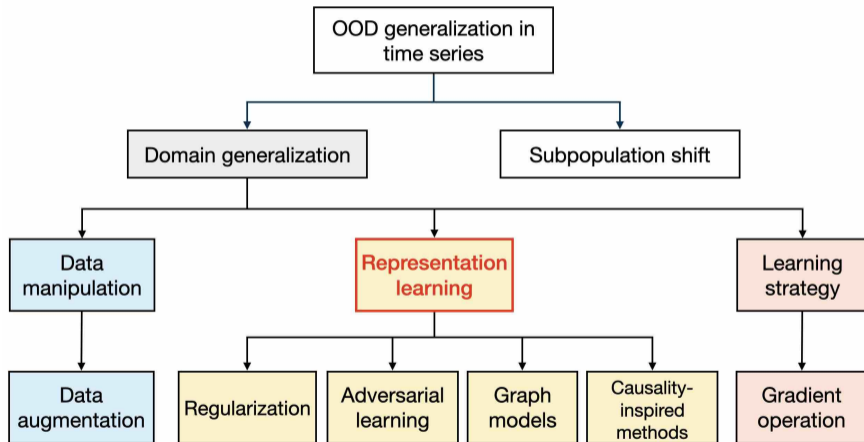 OOD generalization in
time series
Domain generalization
Subpopulation shift
Data
manipulation
Representation
learning
Learning
strategy
Data
augmentation
Regularization
Adversarial
learning
Graph
models
Causality-
inspired
methods
Gradient
operation